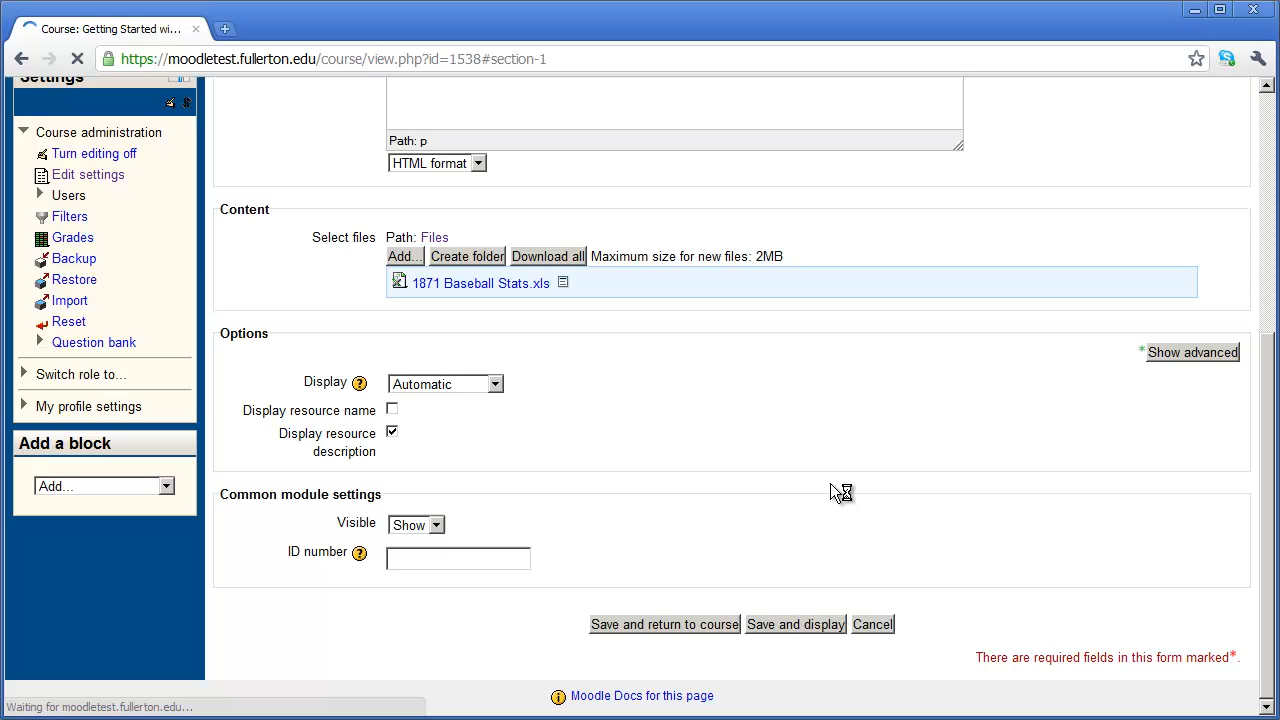 Course: Getting Started wi...
https://moodletest.fullerton.edu/course/view.php?id=1538#section-1
Settings
Course administration
Turn editing off
Edit settings
Users
Filters
Grades
Backup
Restore
Import
Reset
Question bank
Switch role to...
My profile settings
Add a block
Add...
Path: p
HTML format
Content
Select files Path: Files
Add... Create folder Download all Maximum size for new files: 2MB
1871 Baseball Stats.xls
Options
* Show advanced
Display ? Automatic
Display resource name
Display resource
description
Common module settings
Visible Show
ID number ?
Save and return to course Save and display Cancel
There are required fields in this form marked*.
i Moodle Docs for this page
Waiting for moodletest.fullerton.edu...